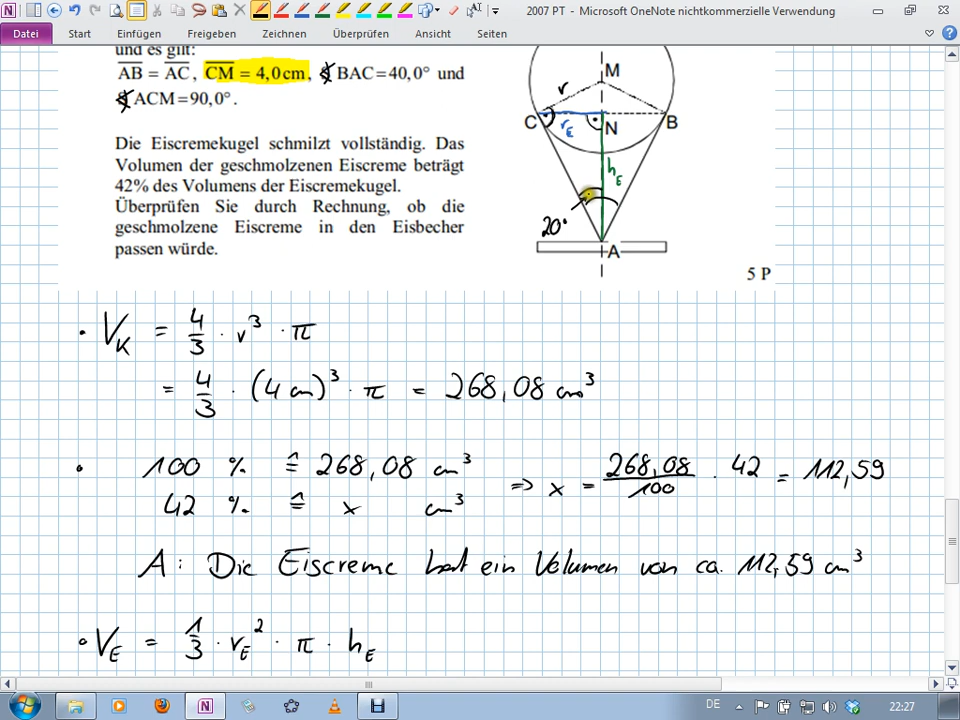 2007 PT - Microsoft OneNote nichtkommerzielle Verwendung
Datei Start Einfügen Freigeben Zeichnen Überprüfen Ansicht Seiten
und es gilt:
AB = AC, CM = 4,0 cm, ∢ BAC = 40,0° und
∢ ACM = 90,0°.
Die Eiscremekugel schmilzt vollständig. Das
Volumen der geschmolzenen Eiscreme beträgt
42% des Volumens der Eiscremekugel.
Überprüfen Sie durch Rechnung, ob die
geschmolzene Eiscreme in den Eisbecher
passen würde.
M
r
C
r_E
N
B
h_E
20°
A
5 P
• V_K = 4/3 · r³ · π
= 4/3 · (4 cm)³ · π = 268,08 cm³
• 100 % ≙ 268,08 cm³
42 % ≙ x cm³
=> x = 268,08/100 · 42 = 112,59
A: Die Eiscreme hat ein Volumen von ca. 112,59 cm³
• V_E = 1/3 · r_E² · π · h_E
DE
22:27